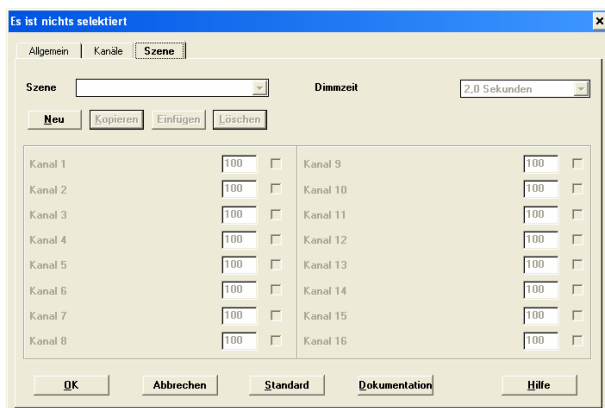 Es ist nichts selektiert
Allgemein Kanäle Szene
Szene Dimmzeit 2,0 Sekunden
Neu Kopieren Einfügen Löschen
Kanal 1 100 Kanal 9 100
Kanal 2 100 Kanal 10 100
Kanal 3 100 Kanal 11 100
Kanal 4 100 Kanal 12 100
Kanal 5 100 Kanal 13 100
Kanal 6 100 Kanal 14 100
Kanal 7 100 Kanal 15 100
Kanal 8 100 Kanal 16 100
OK Abbrechen Standard Dokumentation Hilfe